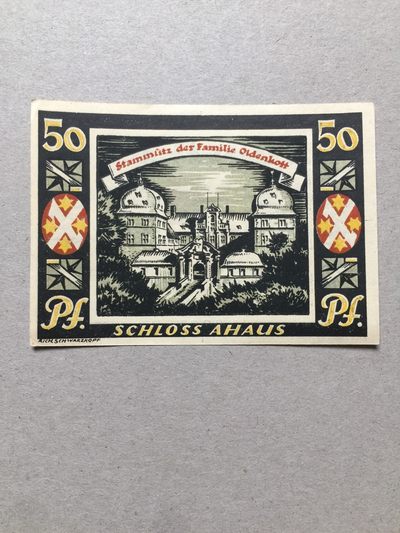 50 50
Stammsitz der Familie Oldenkott
Pf. Pf.
SCHLOSS AHAUS
RICH. SCHWARZKOPF